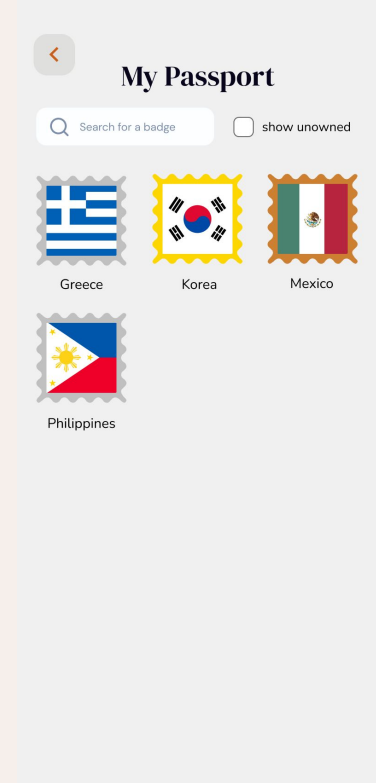 My Passport
Search for a badge
show unowned
Greece
Korea
Mexico
Philippines